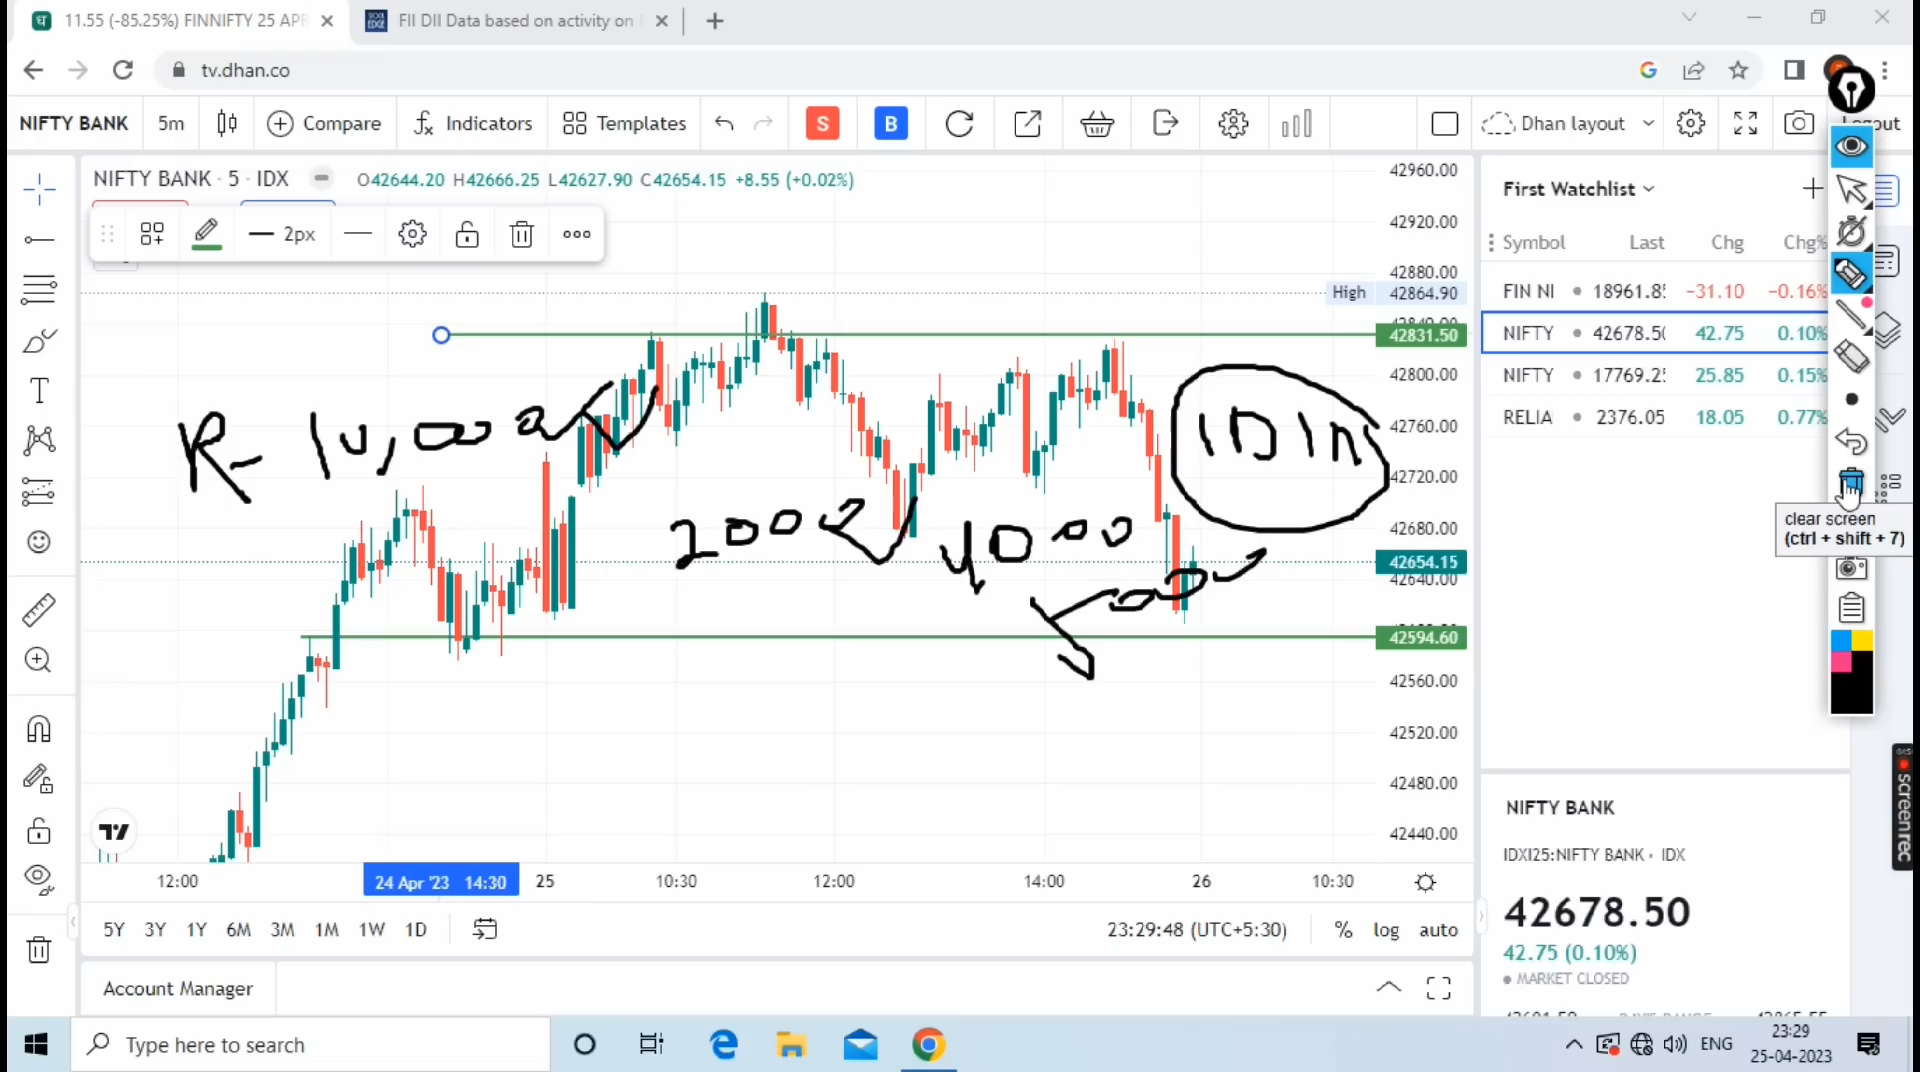 11.55 (-85.25%) FINNIFTY 25 APR
FII DII Data based on activity on
tv.dhan.co
NIFTY BANK 5m Compare Indicators Templates S B Dhan layout
NIFTY BANK · 5 · IDX O42644.20 H42666.25 L42627.90 C42654.15 +8.55 (+0.02%)
2px
42960.00
42920.00
42880.00
High 42864.90
42840.00
42831.50
42800.00
42760.00
42720.00
42680.00
42654.15
42640.00
42594.60
42560.00
42520.00
42480.00
42440.00
R- 10,000
2000
4000
12:00 24 Apr '23 14:30 25 10:30 12:00 14:00 26 10:30
5Y 3Y 1Y 6M 3M 1M 1W 1D 23:29:48 (UTC+5:30) % log auto
Account Manager
First Watchlist
Symbol Last Chg Chg%
FIN NI 18961.8 -31.10 -0.16%
NIFTY 42678.50 42.75 0.10%
NIFTY 17769.2 25.85 0.15%
RELIA 2376.05 18.05 0.77%
clear screen
(ctrl + shift + 7)
NIFTY BANK
IDXI25:NIFTY BANK · IDX
42678.50
42.75 (0.10%)
MARKET CLOSED
screenrec
Type here to search
ENG
23:29
25-04-2023